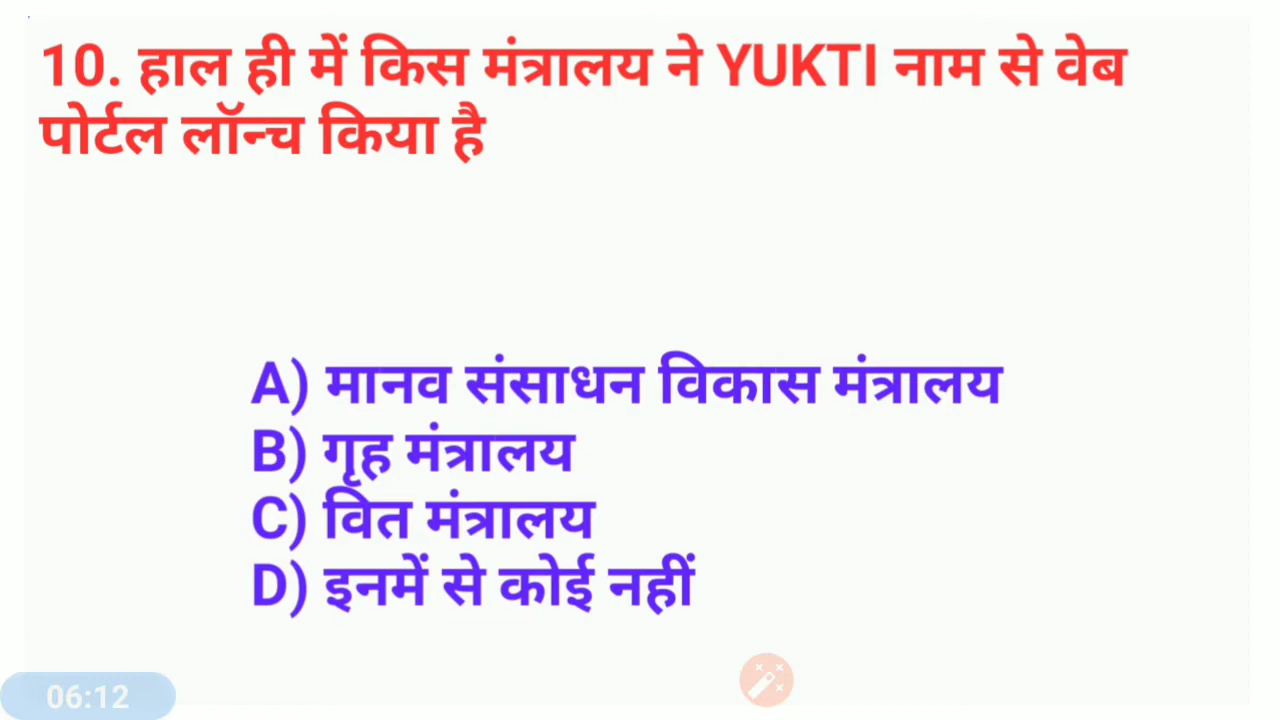 10. हाल ही में किस मंत्रालय ने YUKTI नाम से वेब
पोर्टल लॉन्च किया है
A) मानव संसाधन विकास मंत्रालय
B) गृह मंत्रालय
C) वित मंत्रालय
D) इनमें से कोई नहीं
06:12